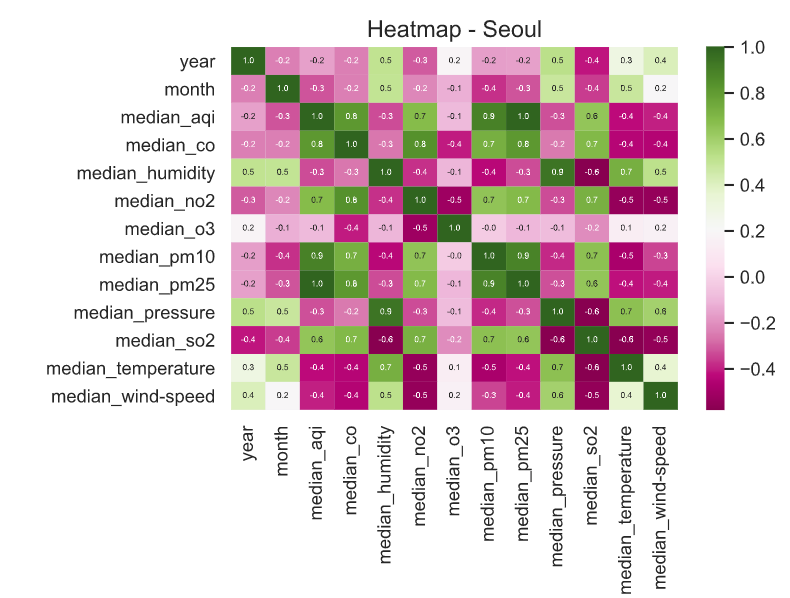 Heatmap - Seoul
year 1.0 -0.2 -0.2 -0.2 0.5 -0.3 0.2 -0.2 -0.2 0.5 -0.4 0.3 0.4
month -0.2 1.0 -0.3 -0.2 0.5 -0.2 -0.1 -0.4 -0.3 0.5 -0.4 0.5 0.2
median_aqi -0.2 -0.3 1.0 0.8 -0.3 0.7 -0.1 0.9 1.0 -0.3 0.6 -0.4 -0.4
median_co -0.2 -0.2 0.8 1.0 -0.3 0.8 -0.4 0.7 0.8 -0.2 0.7 -0.4 -0.4
median_humidity 0.5 0.5 -0.3 -0.3 1.0 -0.4 -0.1 -0.4 -0.3 0.9 -0.6 0.7 0.5
median_no2 -0.3 -0.2 0.7 0.8 -0.4 1.0 -0.5 0.7 0.7 -0.3 0.7 -0.5 -0.5
median_o3 0.2 -0.1 -0.1 -0.4 -0.1 -0.5 1.0 -0.0 -0.1 -0.1 -0.2 0.1 0.2
median_pm10 -0.2 -0.4 0.9 0.7 -0.4 0.7 -0.0 1.0 0.9 -0.4 0.7 -0.5 -0.3
median_pm25 -0.2 -0.3 1.0 0.8 -0.3 0.7 -0.1 0.9 1.0 -0.3 0.6 -0.4 -0.4
median_pressure 0.5 0.5 -0.3 -0.2 0.9 -0.3 -0.1 -0.4 -0.3 1.0 -0.6 0.7 0.6
median_so2 -0.4 -0.4 0.6 0.7 -0.6 0.7 -0.2 0.7 0.6 -0.6 1.0 -0.6 -0.5
median_temperature 0.3 0.5 -0.4 -0.4 0.7 -0.5 0.1 -0.5 -0.4 0.7 -0.6 1.0 0.4
median_wind-speed 0.4 0.2 -0.4 -0.4 0.5 -0.5 0.2 -0.3 -0.4 0.6 -0.5 0.4 1.0
year
month
median_aqi
median_co
median_humidity
median_no2
median_o3
median_pm10
median_pm25
median_pressure
median_so2
median_temperature
median_wind-speed
1.0
0.8
0.6
0.4
0.2
0.0
−0.2
−0.4